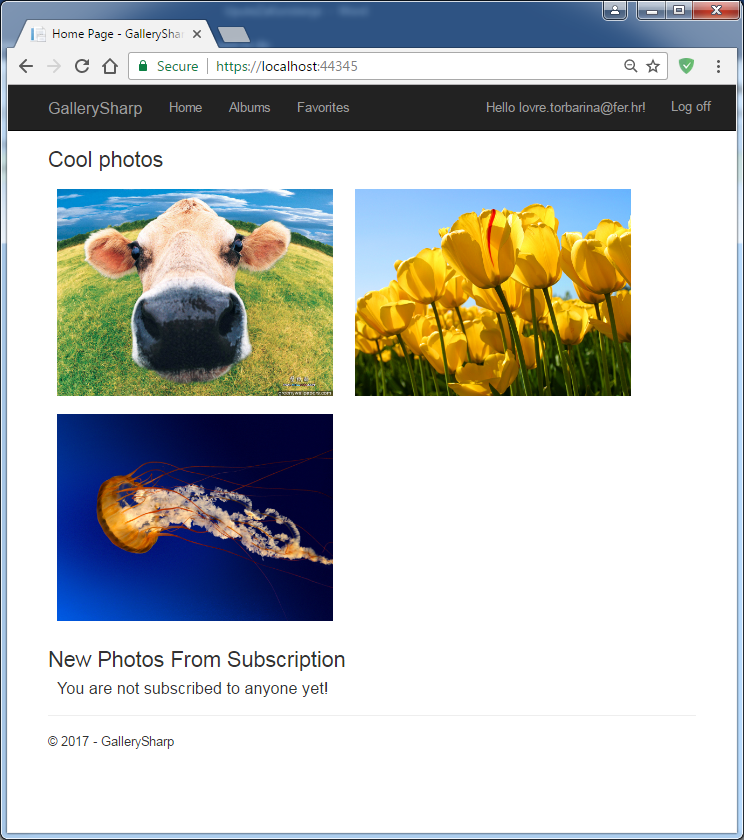 Home Page - GallerySha
Secure
https://localhost:44345
GallerySharp Home Albums Favorites Hello lovre.torbarina@fer.hr! Log off
Cool photos
New Photos From Subscription
You are not subscribed to anyone yet!
© 2017 - GallerySharp